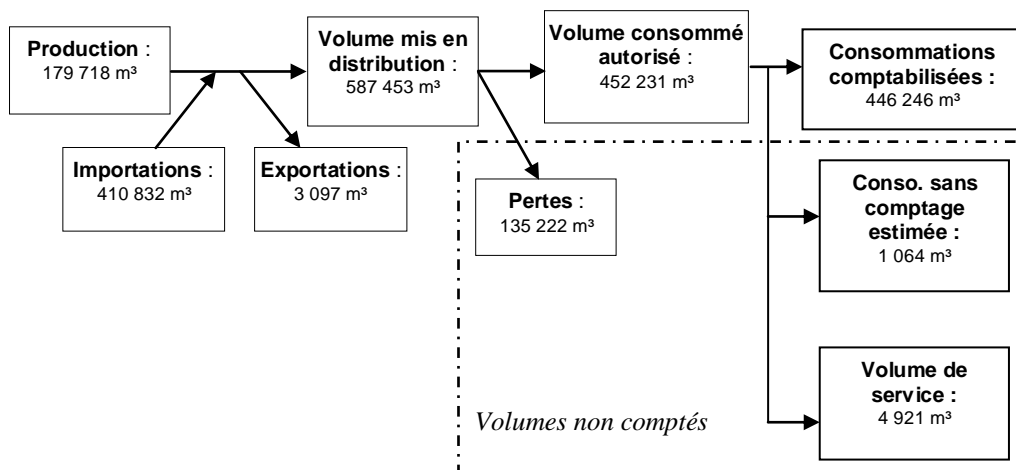 Production :
179 718 m³
Volume mis en
distribution :
587 453 m³
Volume consommé
autorisé :
452 231 m³
Consommations
comptabilisées :
446 246 m³
Importations :
410 832 m³
Exportations :
3 097 m³
Pertes :
135 222 m³
Conso. sans
comptage
estimée :
1 064 m³
Volume de
service :
4 921 m³
Volumes non comptés